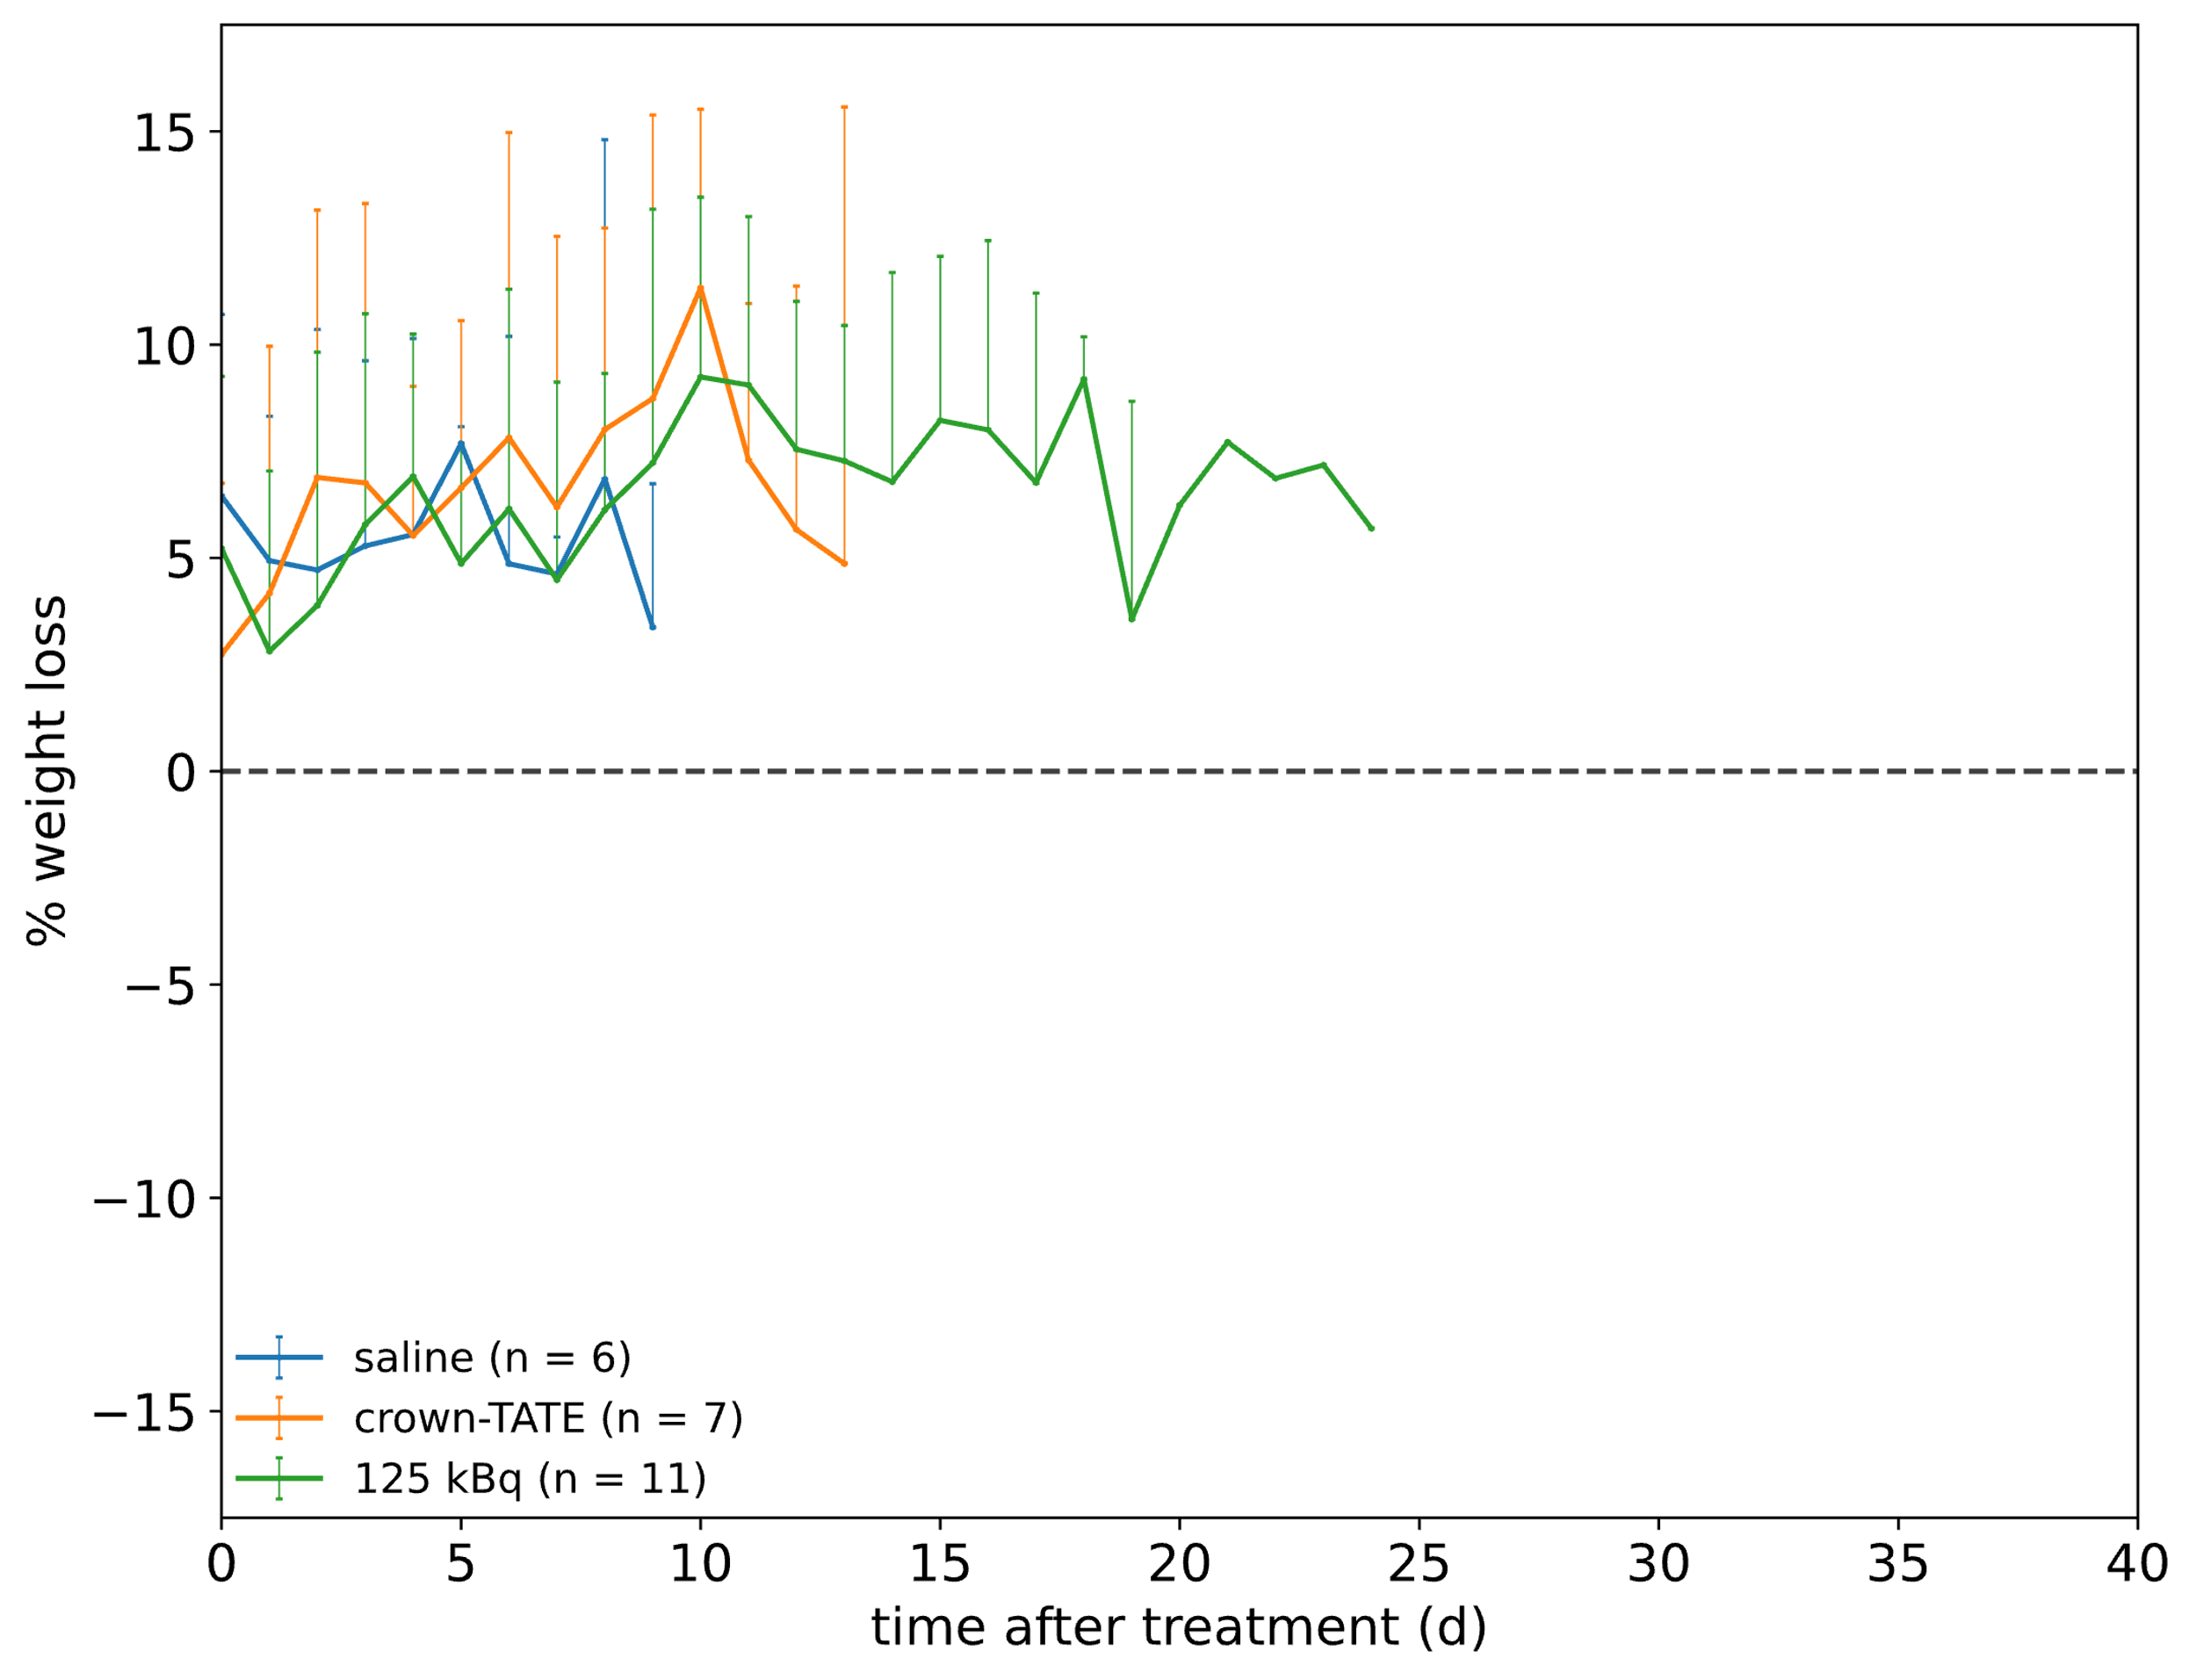 15
10
5
0
−5
−10
−15
% weight loss
saline (n = 6)
crown-TATE (n = 7)
125 kBq (n = 11)
0 5 10 15 20 25 30 35 40
time after treatment (d)